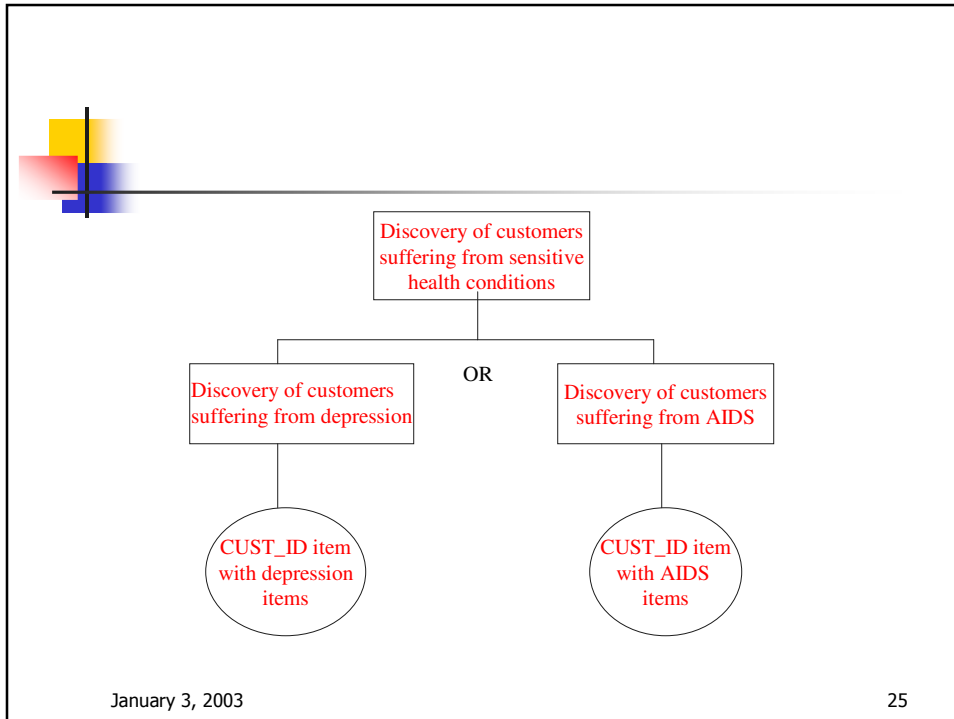 Discovery of customers
suffering from sensitive
health conditions
OR
Discovery of customers
suffering from depression
Discovery of customers
suffering from AIDS
CUST_ID item
with depression
items
CUST_ID item
with AIDS
items
January 3, 2003
25